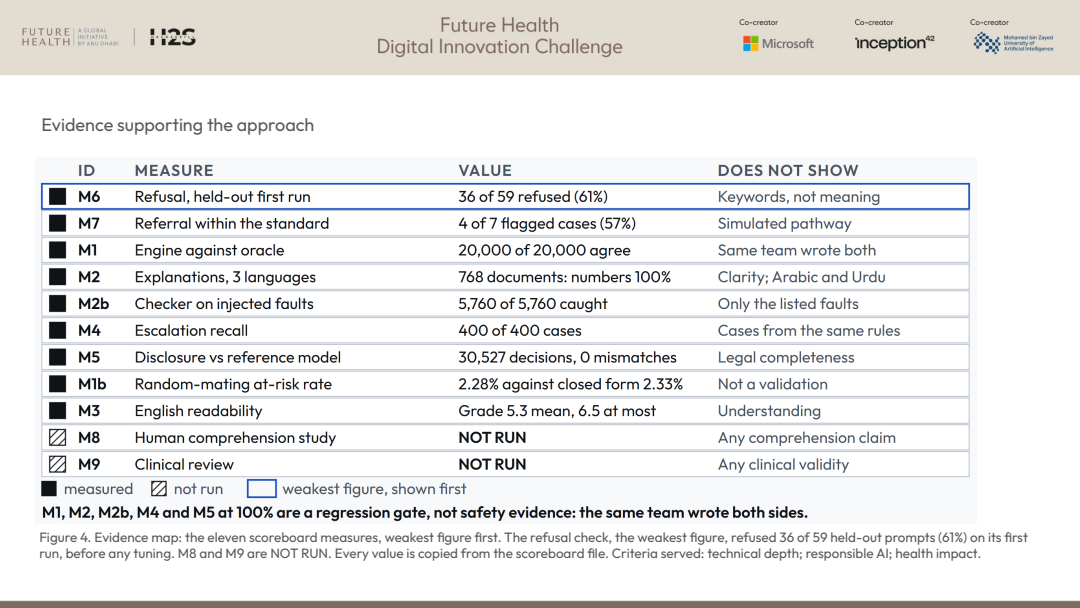 FUTURE HEALTH
A GLOBAL INITIATIVE BY ABU DHABI
H2S
Future Health
Digital Innovation Challenge
Co-creator
Microsoft
Co-creator
inception42
Co-creator
Mohamed bin Zayed University of Artificial Intelligence
Evidence supporting the approach
ID MEASURE VALUE DOES NOT SHOW
M6 Refusal, held-out first run 36 of 59 refused (61%) Keywords, not meaning
M7 Referral within the standard 4 of 7 flagged cases (57%) Simulated pathway
M1 Engine against oracle 20,000 of 20,000 agree Same team wrote both
M2 Explanations, 3 languages 768 documents: numbers 100% Clarity; Arabic and Urdu
M2b Checker on injected faults 5,760 of 5,760 caught Only the listed faults
M4 Escalation recall 400 of 400 cases Cases from the same rules
M5 Disclosure vs reference model 30,527 decisions, 0 mismatches Legal completeness
M1b Random-mating at-risk rate 2.28% against closed form 2.33% Not a validation
M3 English readability Grade 5.3 mean, 6.5 at most Understanding
M8 Human comprehension study NOT RUN Any comprehension claim
M9 Clinical review NOT RUN Any clinical validity
measured not run weakest figure, shown first
M1, M2, M2b, M4 and M5 at 100% are a regression gate, not safety evidence: the same team wrote both sides.
Figure 4. Evidence map: the eleven scoreboard measures, weakest figure first. The refusal check, the weakest figure, refused 36 of 59 held-out prompts (61%) on its first
run, before any tuning. M8 and M9 are NOT RUN. Every value is copied from the scoreboard file. Criteria served: technical depth; responsible AI; health impact.